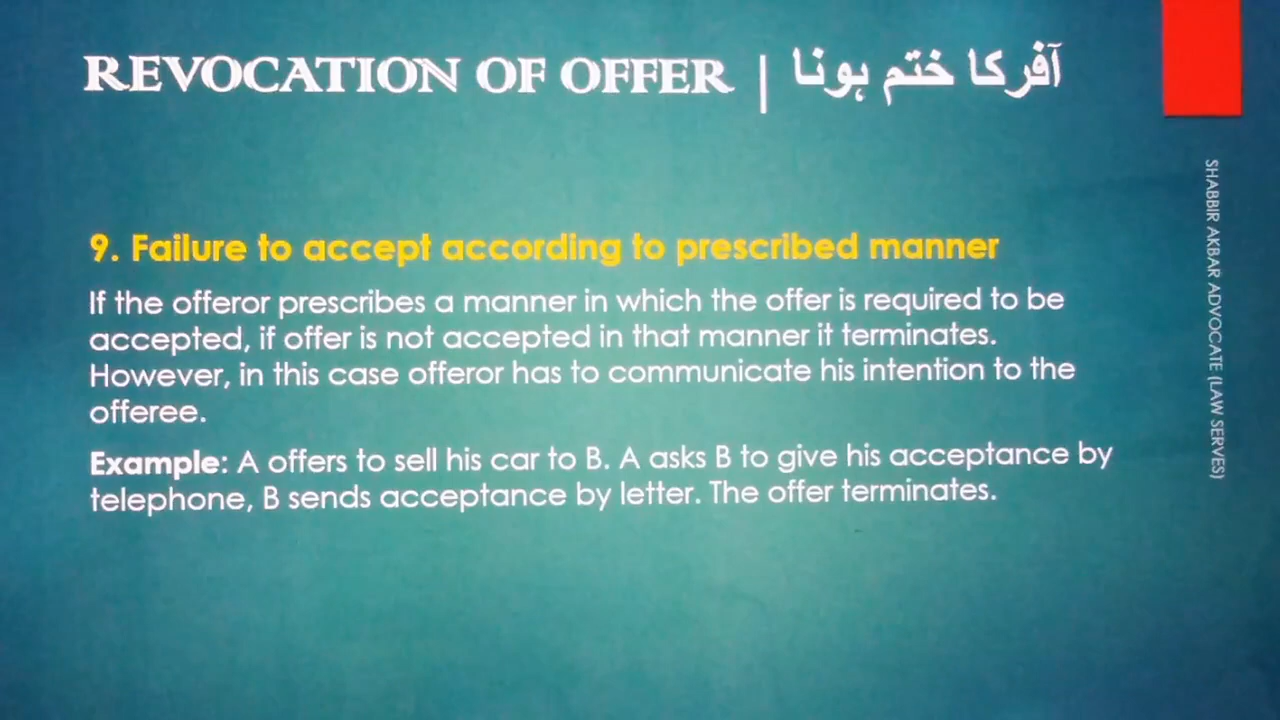 REVOCATION OF OFFER | آفر کا ختم ہونا
9. Failure to accept according to prescribed manner
If the offeror prescribes a manner in which the offer is required to be
accepted, if offer is not accepted in that manner it terminates.
However, in this case offeror has to communicate his intention to the
offeree.
Example: A offers to sell his car to B. A asks B to give his acceptance by
telephone, B sends acceptance by letter. The offer terminates.
SHABBIR AKBAR ADVOCATE (LAW SERVES)